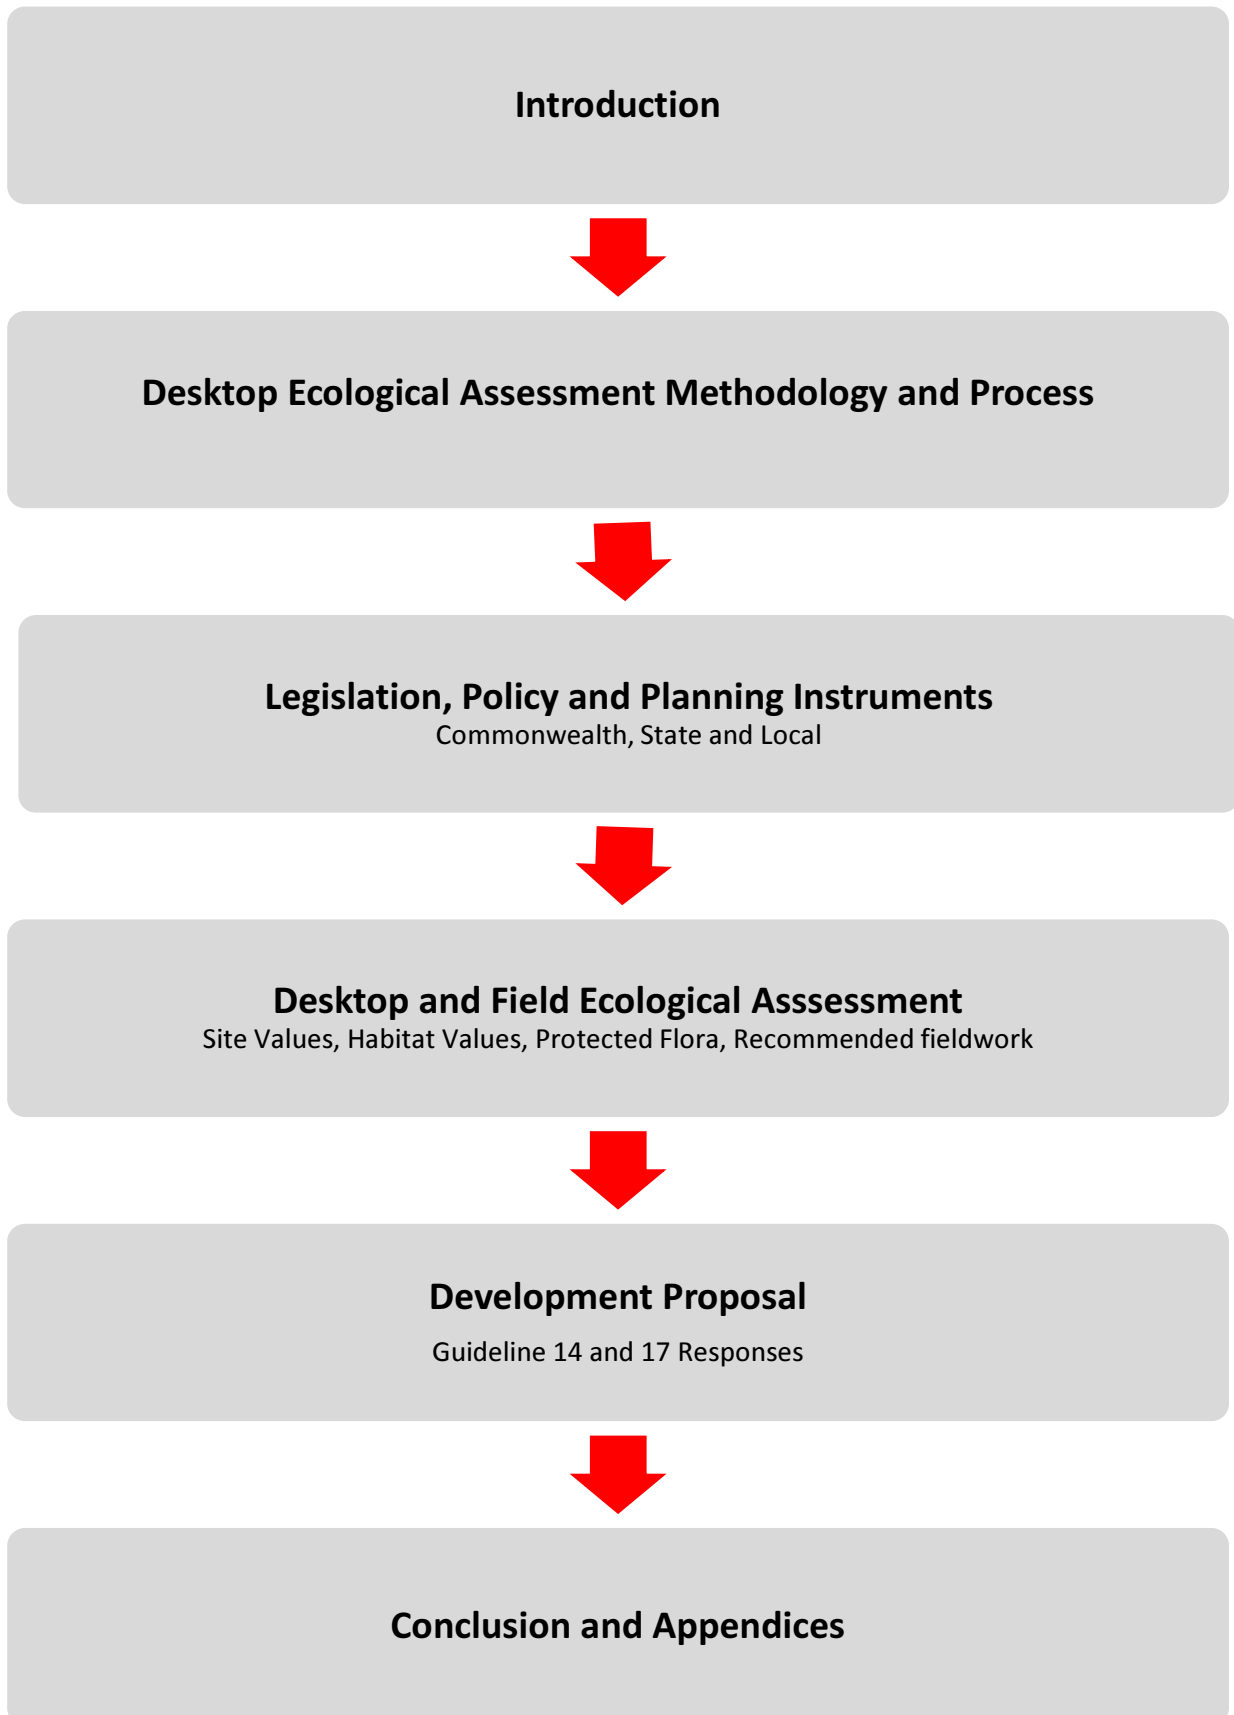 Introduction
Desktop Ecological Assessment Methodology and Process
Legislation, Policy and Planning Instruments
Commonwealth, State and Local
Desktop and Field Ecological Asssessment
Site Values, Habitat Values, Protected Flora, Recommended fieldwork
Development Proposal
Guideline 14 and 17 Responses
Conclusion and Appendices